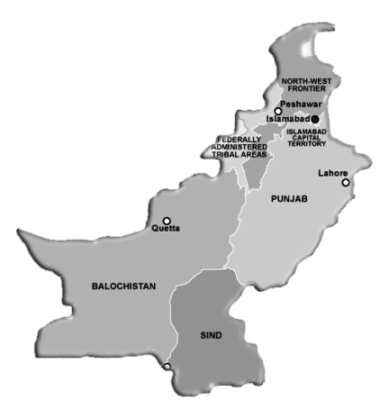 NORTH-WEST
FRONTIER
Peshawar
Islamabad
ISLAMABAD
CAPITAL
TERRITORY
FEDERALLY
ADMINISTERED
TRIBAL AREAS
Lahore
PUNJAB
Quetta
BALOCHISTAN
SIND